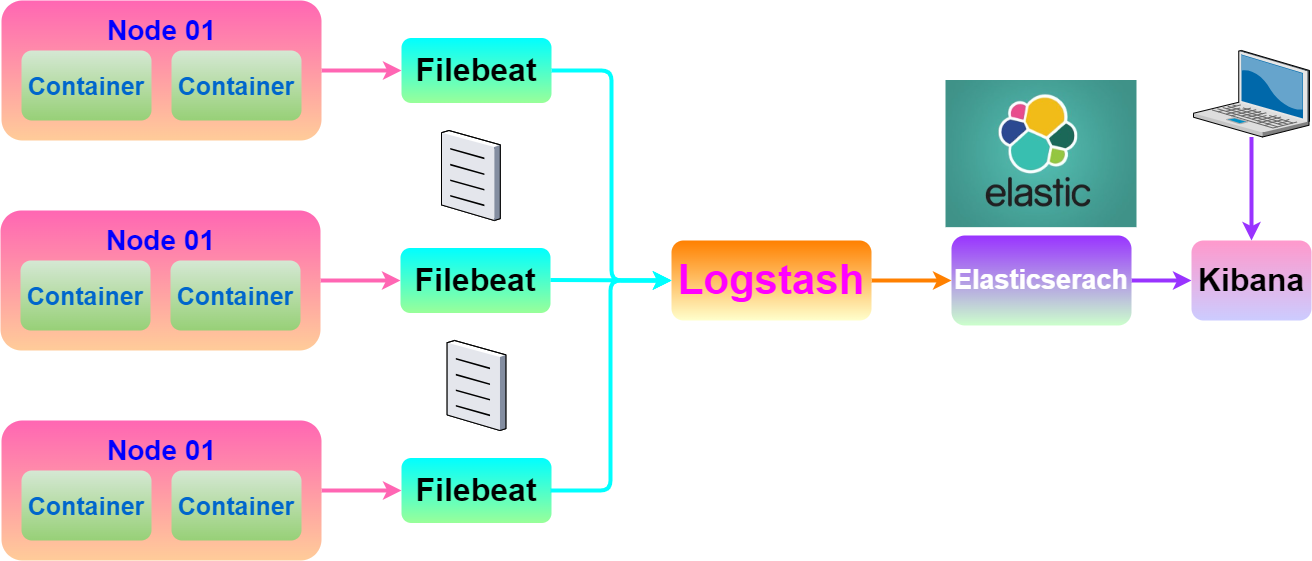 Node 01
Container Container
Filebeat
Node 01
Container Container
Filebeat
Node 01
Container Container
Filebeat
Logstash
elastic
Elasticserach
Kibana